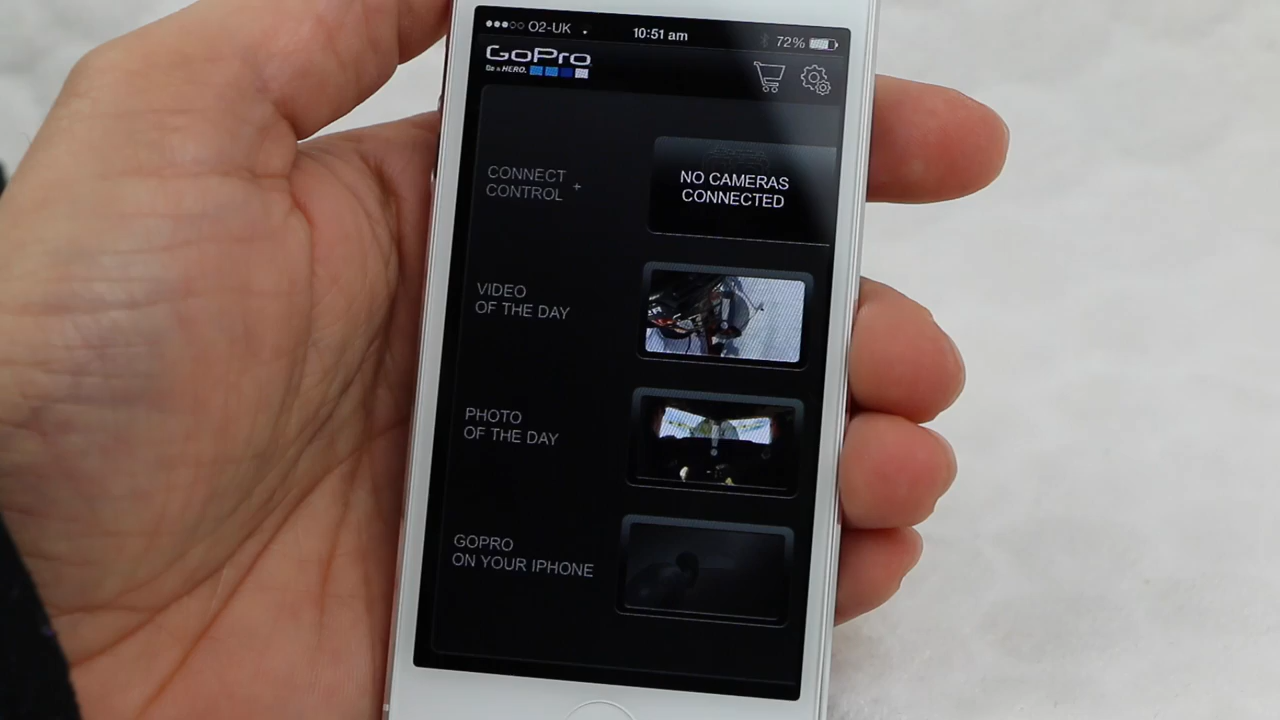 O2-UK
10:51 am
72%
GoPro
Be a HERO.
CONNECT
CONTROL +
NO CAMERAS
CONNECTED
VIDEO
OF THE DAY
PHOTO
OF THE DAY
GOPRO
ON YOUR IPHONE